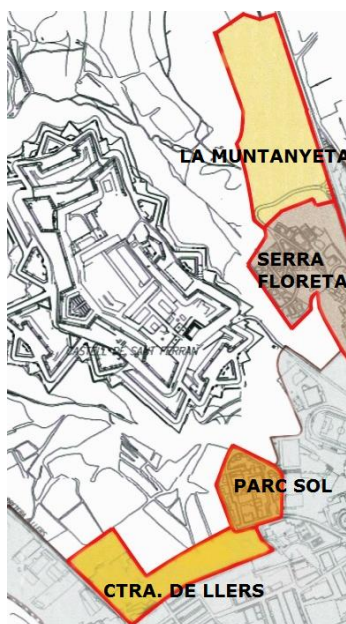 LA MUNTANYETA
SERRA
FLORETA
CASTELL DE SANT FERRAN
PARC SOL
CTRA. DE LLERS